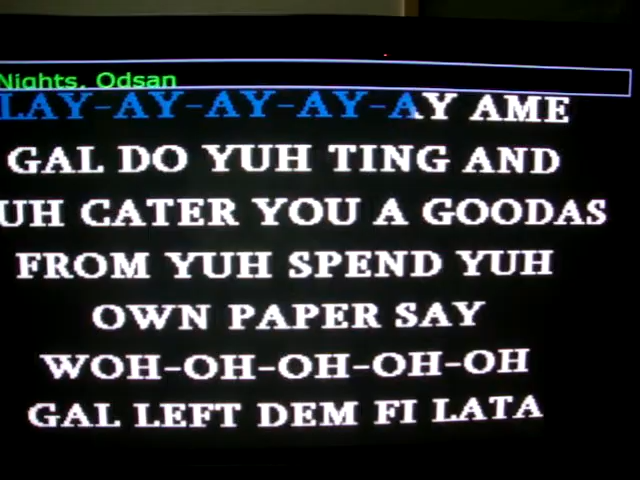 Nights, Odsan
LAY-AY-AY-AY-AY AME
GAL DO YUH TING AND
UH CATER YOU A GOODAS
FROM YUH SPEND YUH
OWN PAPER SAY
WOH-OH-OH-OH-OH
GAL LEFT DEM FI LATA